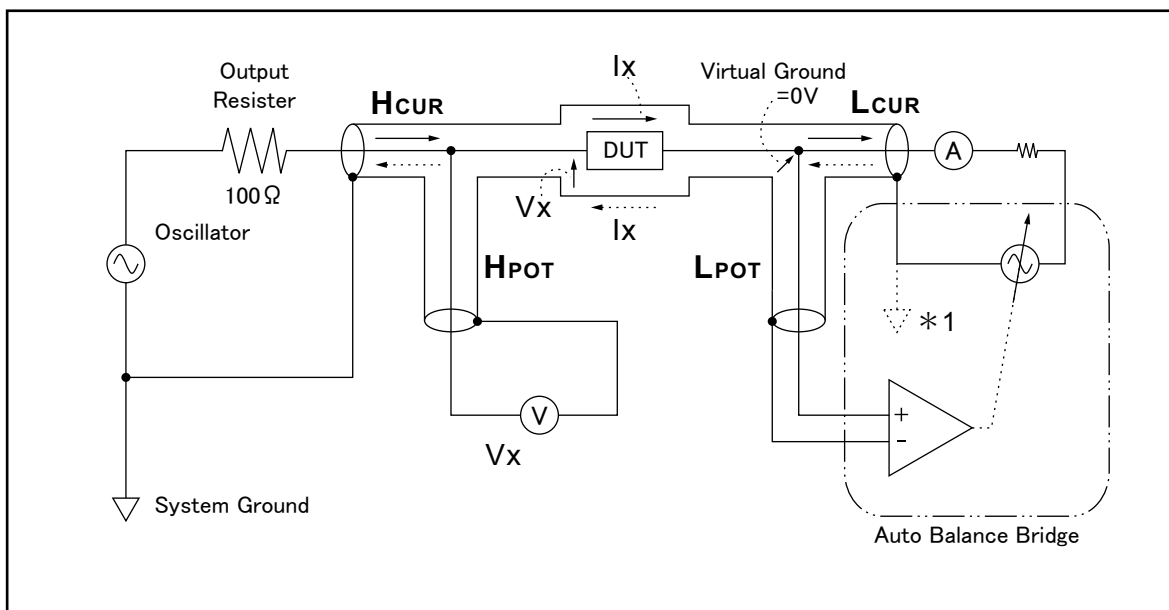 Output
Resister
100Ω
Oscillator
System Ground
HCUR
Ix
DUT
Vx
Ix
HPOT
V
Vx
Virtual Ground
=0V
LCUR
A
LPOT
*1
+
-
Auto Balance Bridge